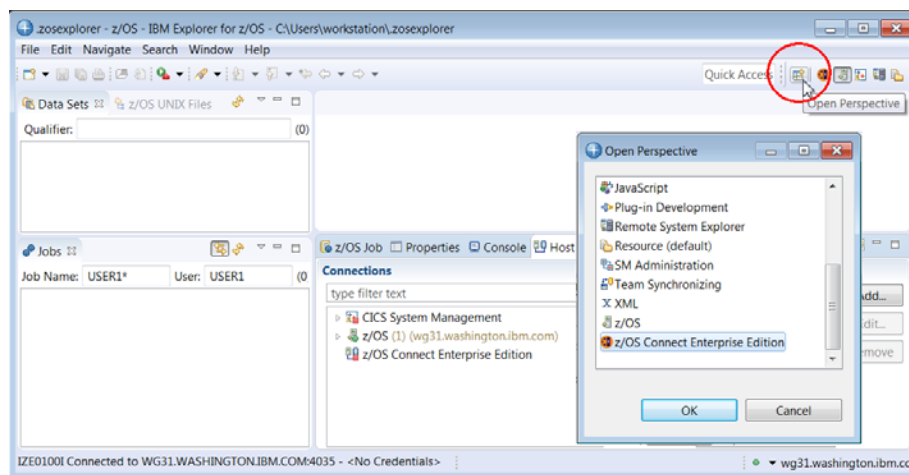 .zosexplorer - z/OS - IBM Explorer for z/OS - C:\Users\workstation\.zosexplorer
File Edit Navigate Search Window Help
Quick Access
Open Perspective
Data Sets z/OS UNIX Files
Qualifier: (0)
Open Perspective
JavaScript
Plug-in Development
Remote System Explorer
Resource (default)
SM Administration
Team Synchronizing
XML
z/OS
z/OS Connect Enterprise Edition
OK Cancel
Jobs
Job Name: USER1* User: USER1 (0
z/OS Job Properties Console Host
Connections
type filter text
CICS System Management
z/OS (1) (wg31.washington.ibm.com)
z/OS Connect Enterprise Edition
dd...
dit...
move
IZE0100I Connected to WG31.WASHINGTON.IBM.COM:4035 - <No Credentials>
wg31.washington.ibm.co